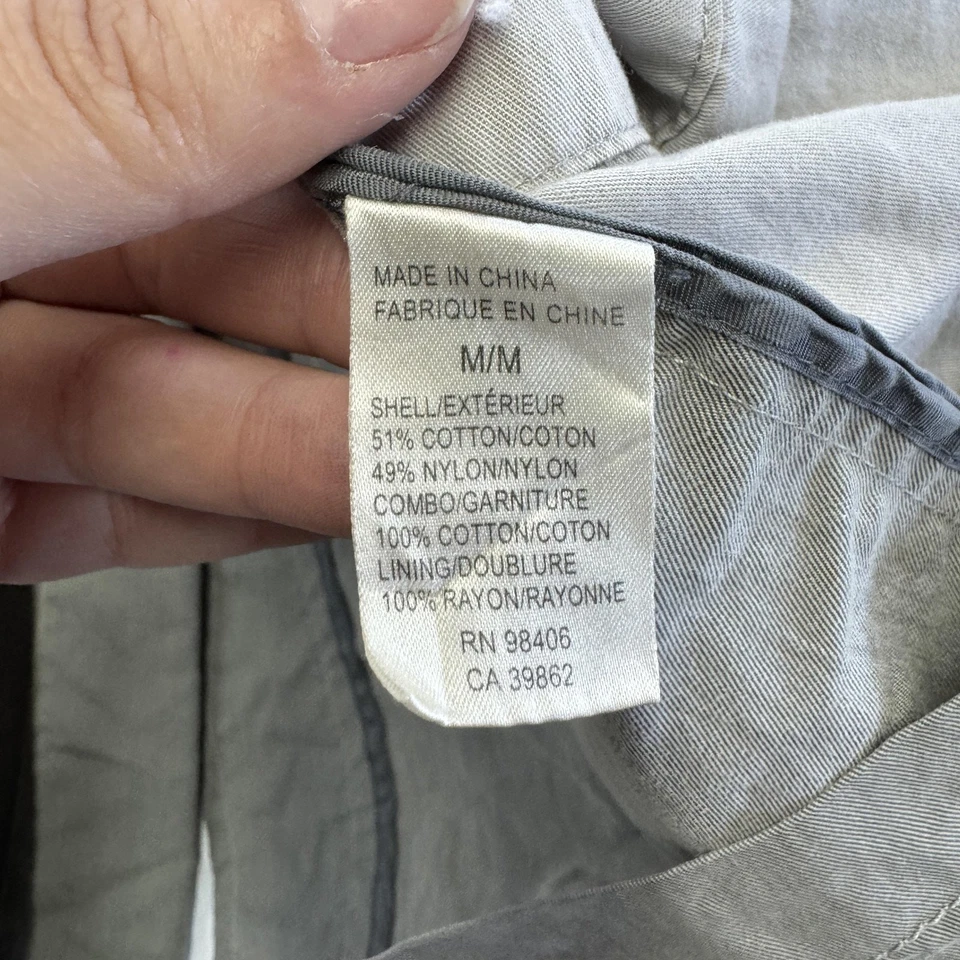 MADE IN CHINA
FABRIQUE EN CHINE
M/M
SHELL/EXTÉRIEUR
51% COTTON/COTON
49% NYLON/NYLON
COMBO/GARNITURE
100% COTTON/COTON
LINING/DOUBLURE
100% RAYON/RAYONNE
RN 98406
CA 39862